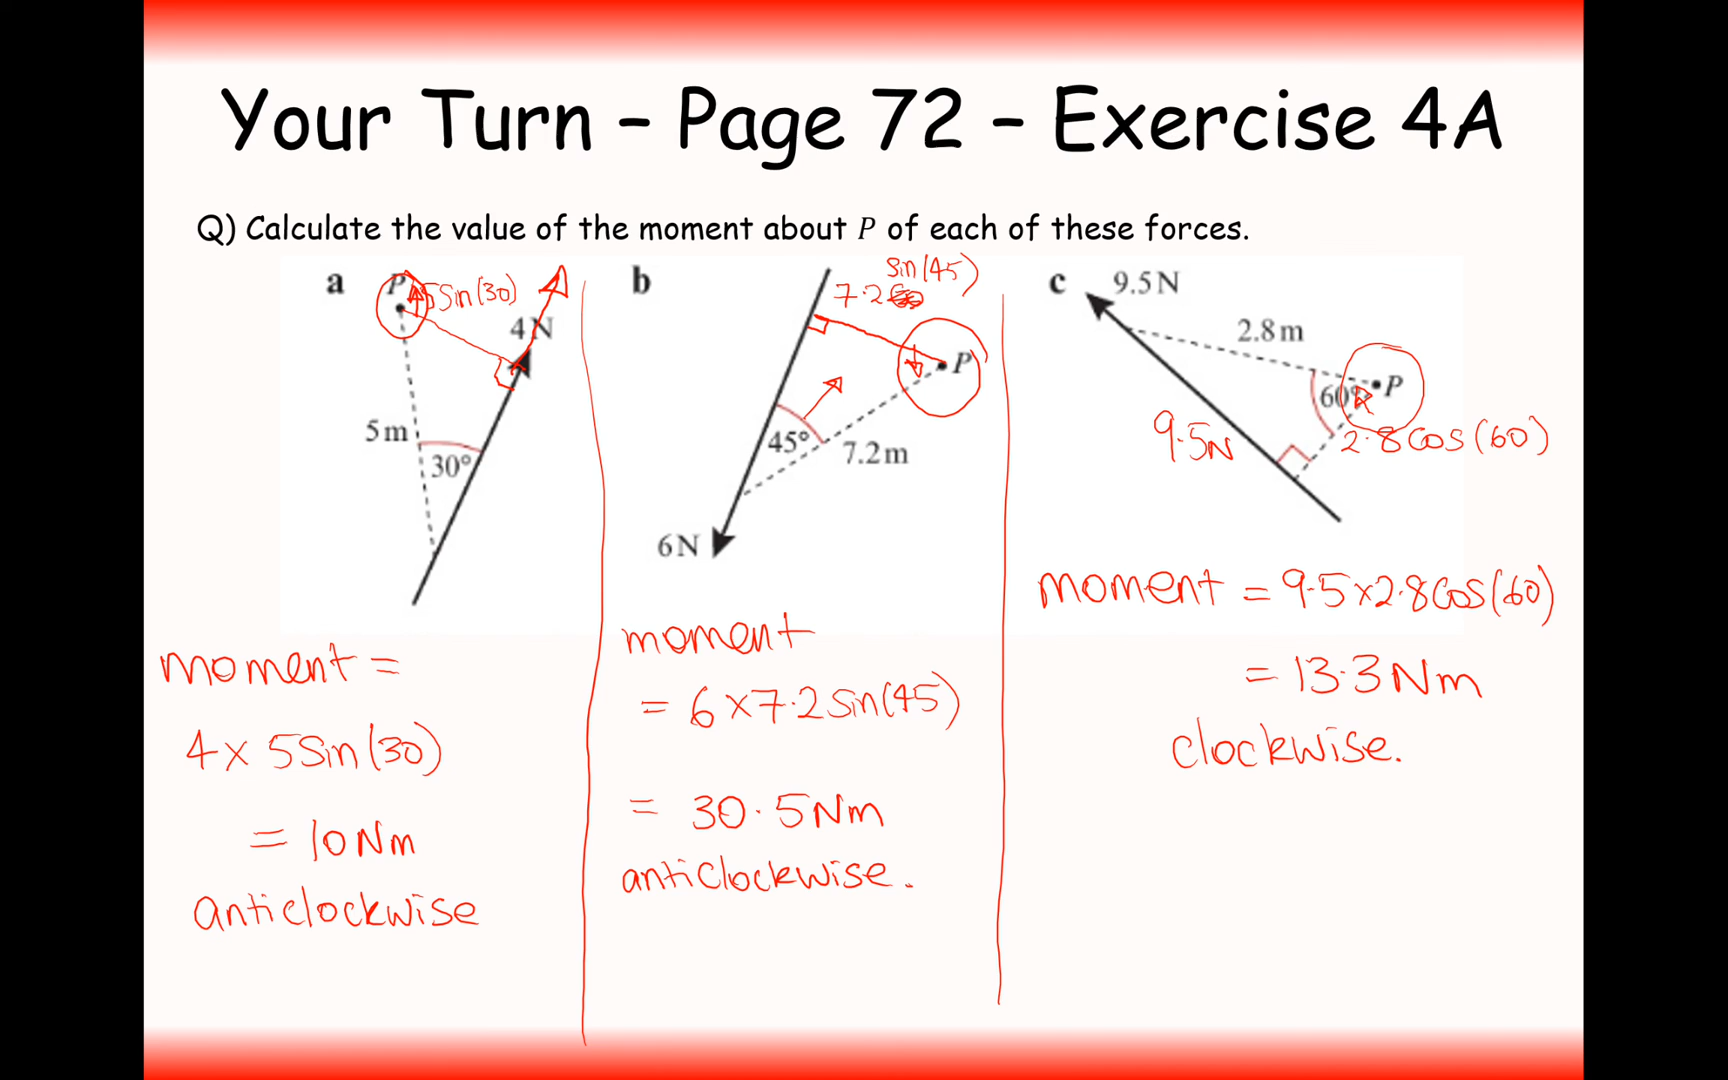 Your Turn – Page 72 – Exercise 4A
Q) Calculate the value of the moment about P of each of these forces.
a
P
5Sin(30)
4N
5m
30°
moment =
4 × 5Sin(30)
= 10Nm
anticlockwise
b
Sin(45)
7.2
P
45°
7.2m
6N
moment
= 6 × 7.2Sin(45)
= 30.5Nm
anticlockwise.
c
9.5N
2.8m
60°
P
9.5N
2.8Cos(60)
moment = 9.5×2.8Cos(60)
= 13.3Nm
clockwise.